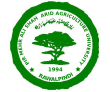 PIR MEHR ALI SHAH ARID AGRICULTURE UNIVERSITY
1994
RAWALPINDI